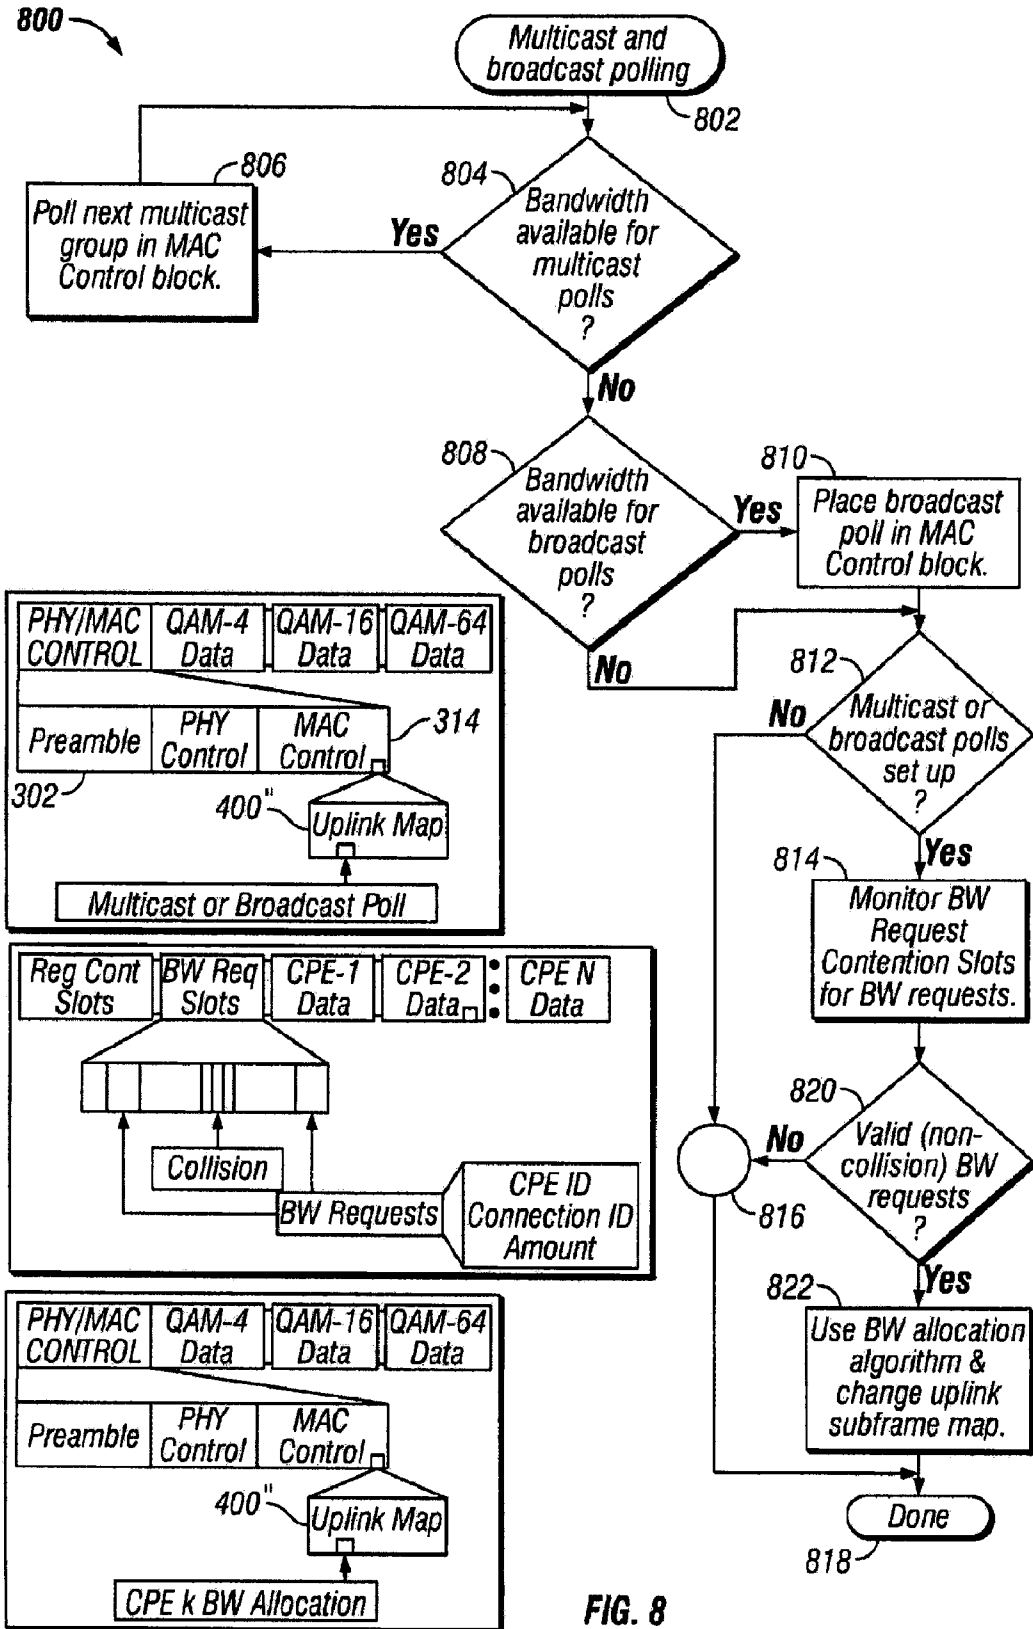 800
Multicast and
broadcast polling
802
804
Bandwidth
available for
multicast
polls
?
Yes
806
Poll next multicast
group in MAC
Control block.
No
808
Bandwidth
available for
broadcast
polls
?
Yes
810
Place broadcast
poll in MAC
Control block.
No
812
Multicast or
broadcast polls
set up
?
No
Yes
814
Monitor BW
Request
Contention Slots
for BW requests.
820
Valid (non-
collision) BW
requests
?
No
816
Yes
822
Use BW allocation
algorithm &
change uplink
subframe map.
Done
818
PHY/MAC
CONTROL
QAM-4
Data
QAM-16
Data
QAM-64
Data
Preamble
PHY
Control
MAC
Control
314
302
400"
Uplink Map
Multicast or Broadcast Poll
Reg Cont
Slots
BW Req
Slots
CPE-1
Data
CPE-2
Data
CPE N
Data
Collision
BW Requests
CPE ID
Connection ID
Amount
PHY/MAC
CONTROL
QAM-4
Data
QAM-16
Data
QAM-64
Data
Preamble
PHY
Control
MAC
Control
400"
Uplink Map
CPE k BW Allocation
FIG. 8